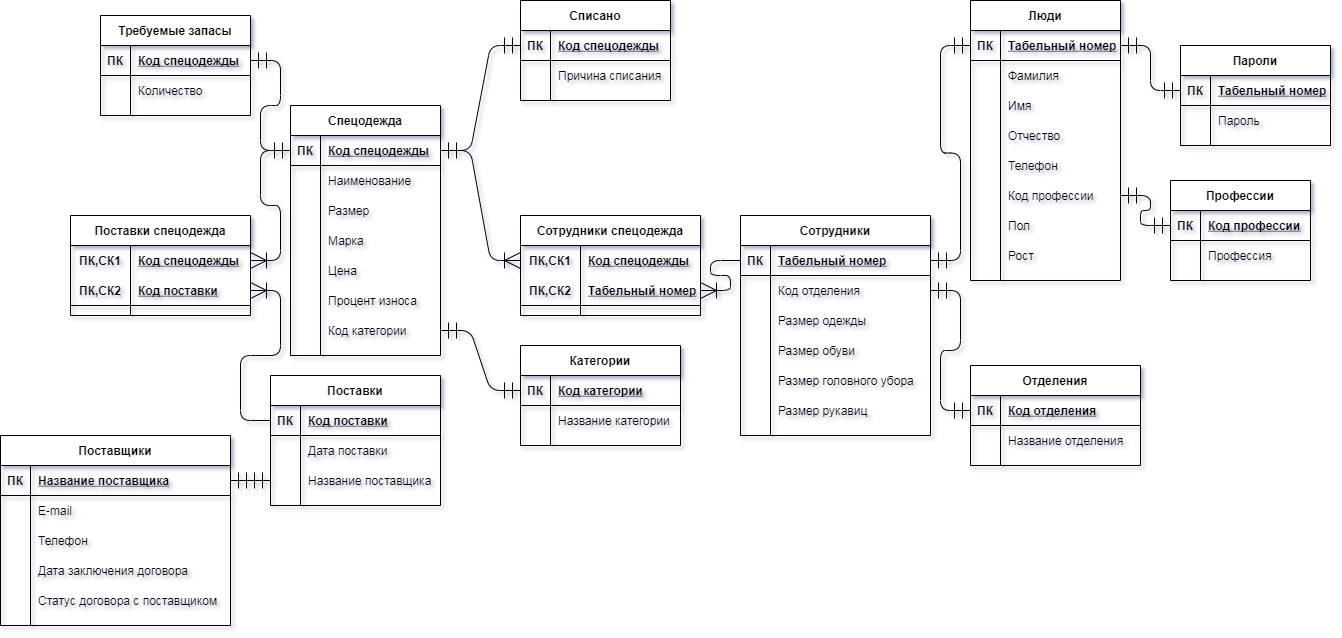 Требуемые запасы
ПК Код спецодежды
Количество
Списано
ПК Код спецодежды
Причина списания
Люди
ПК Табельный номер
Фамилия
Имя
Отчество
Телефон
Код профессии
Пол
Рост
Пароли
ПК Табельный номер
Пароль
Спецодежда
ПК Код спецодежды
Наименование
Размер
Марка
Цена
Процент износа
Код категории
Профессии
ПК Код профессии
Профессия
Поставки спецодежда
ПК,СК1 Код спецодежды
ПК,СК2 Код поставки
Сотрудники спецодежда
ПК,СК1 Код спецодежды
ПК,СК2 Табельный номер
Сотрудники
ПК Табельный номер
Код отделения
Размер одежды
Размер обуви
Размер головного убора
Размер рукавиц
Категории
ПК Код категории
Название категории
Отделения
ПК Код отделения
Название отделения
Поставки
ПК Код поставки
Дата поставки
Название поставщика
Поставщики
ПК Название поставщика
E-mail
Телефон
Дата заключения договора
Статус договора с поставщиком